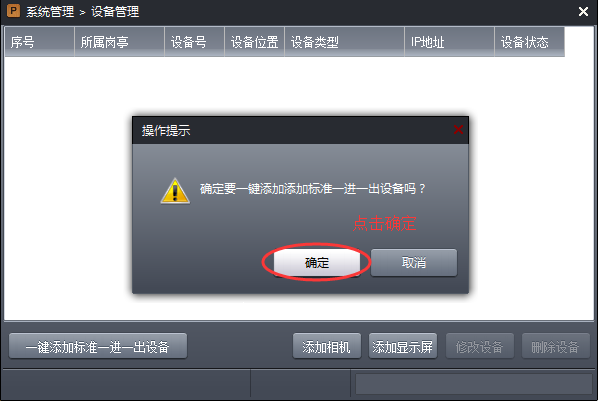 P 系统管理 > 设备管理
序号 所属岗亭 设备号 设备位置 设备类型 IP地址 设备状态
操作提示
确定要一键添加添加标准一进一出设备吗？
点击确定
确定 取消
一键添加标准一进一出设备 添加相机 添加显示屏 修改设备 删除设备